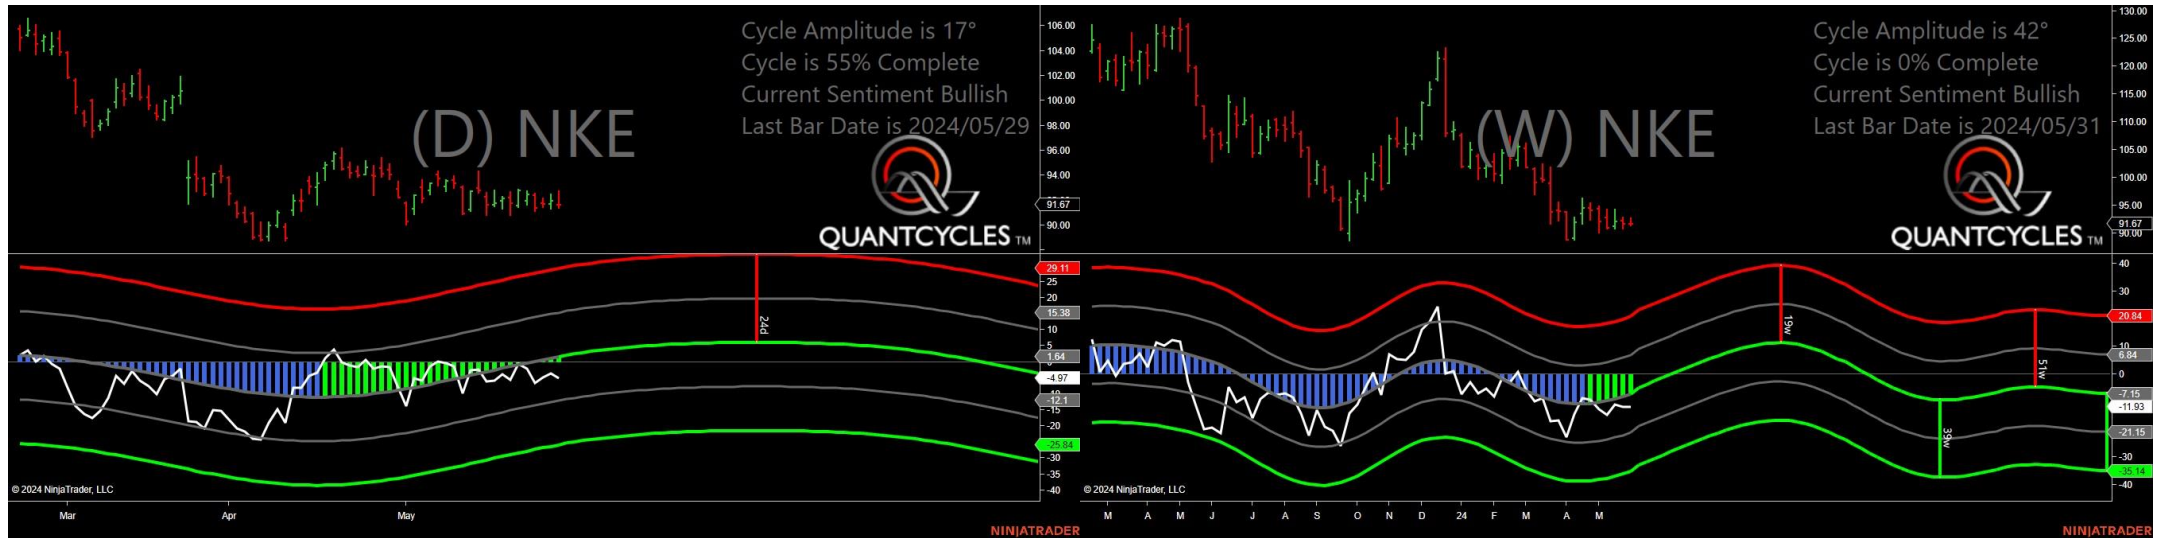 Cycle Amplitude is 17°
Cycle is 55% Complete
Current Sentiment Bullish
Last Bar Date is 2024/05/29
(D) NKE
QUANTCYCLES TM
106.00
104.00
102.00
100.00
98.00
96.00
94.00
91.67
90.00
29.11
25
20
15.38
10
5
1.64
-4.97
-12.1
-15
-20
-25.84
-30
-35
-40
24d
© 2024 NinjaTrader, LLC
Mar
Apr
May
NINJATRADER
Cycle Amplitude is 42°
Cycle is 0% Complete
Current Sentiment Bullish
Last Bar Date is 2024/05/31
(W) NKE
QUANTCYCLES TM
130.00
125.00
120.00
115.00
110.00
105.00
100.00
95.00
91.67
90.00
40
30
20.84
10
6.84
0
-7.15
-11.93
-21.15
-30
-35.14
-40
19w
39w
51w
© 2024 NinjaTrader, LLC
M A M J J A S O N D 24 F M A M
NINJATRADER